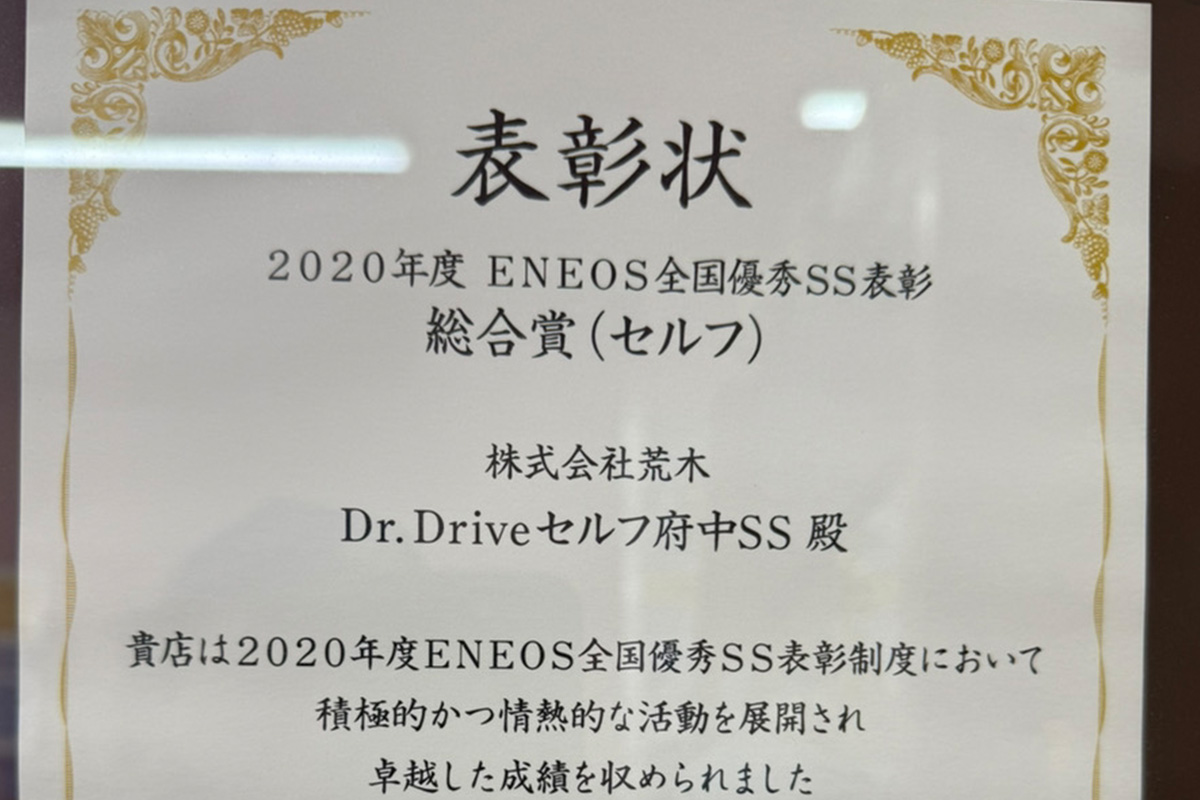 表彰状
2020年度 ENEOS全国優秀SS表彰
総合賞(セルフ)
株式会社荒木
Dr.Driveセルフ府中SS 殿
貴店は2020年度ENEOS全国優秀SS表彰制度において
積極的かつ情熱的な活動を展開され
卓越した成績を収められました